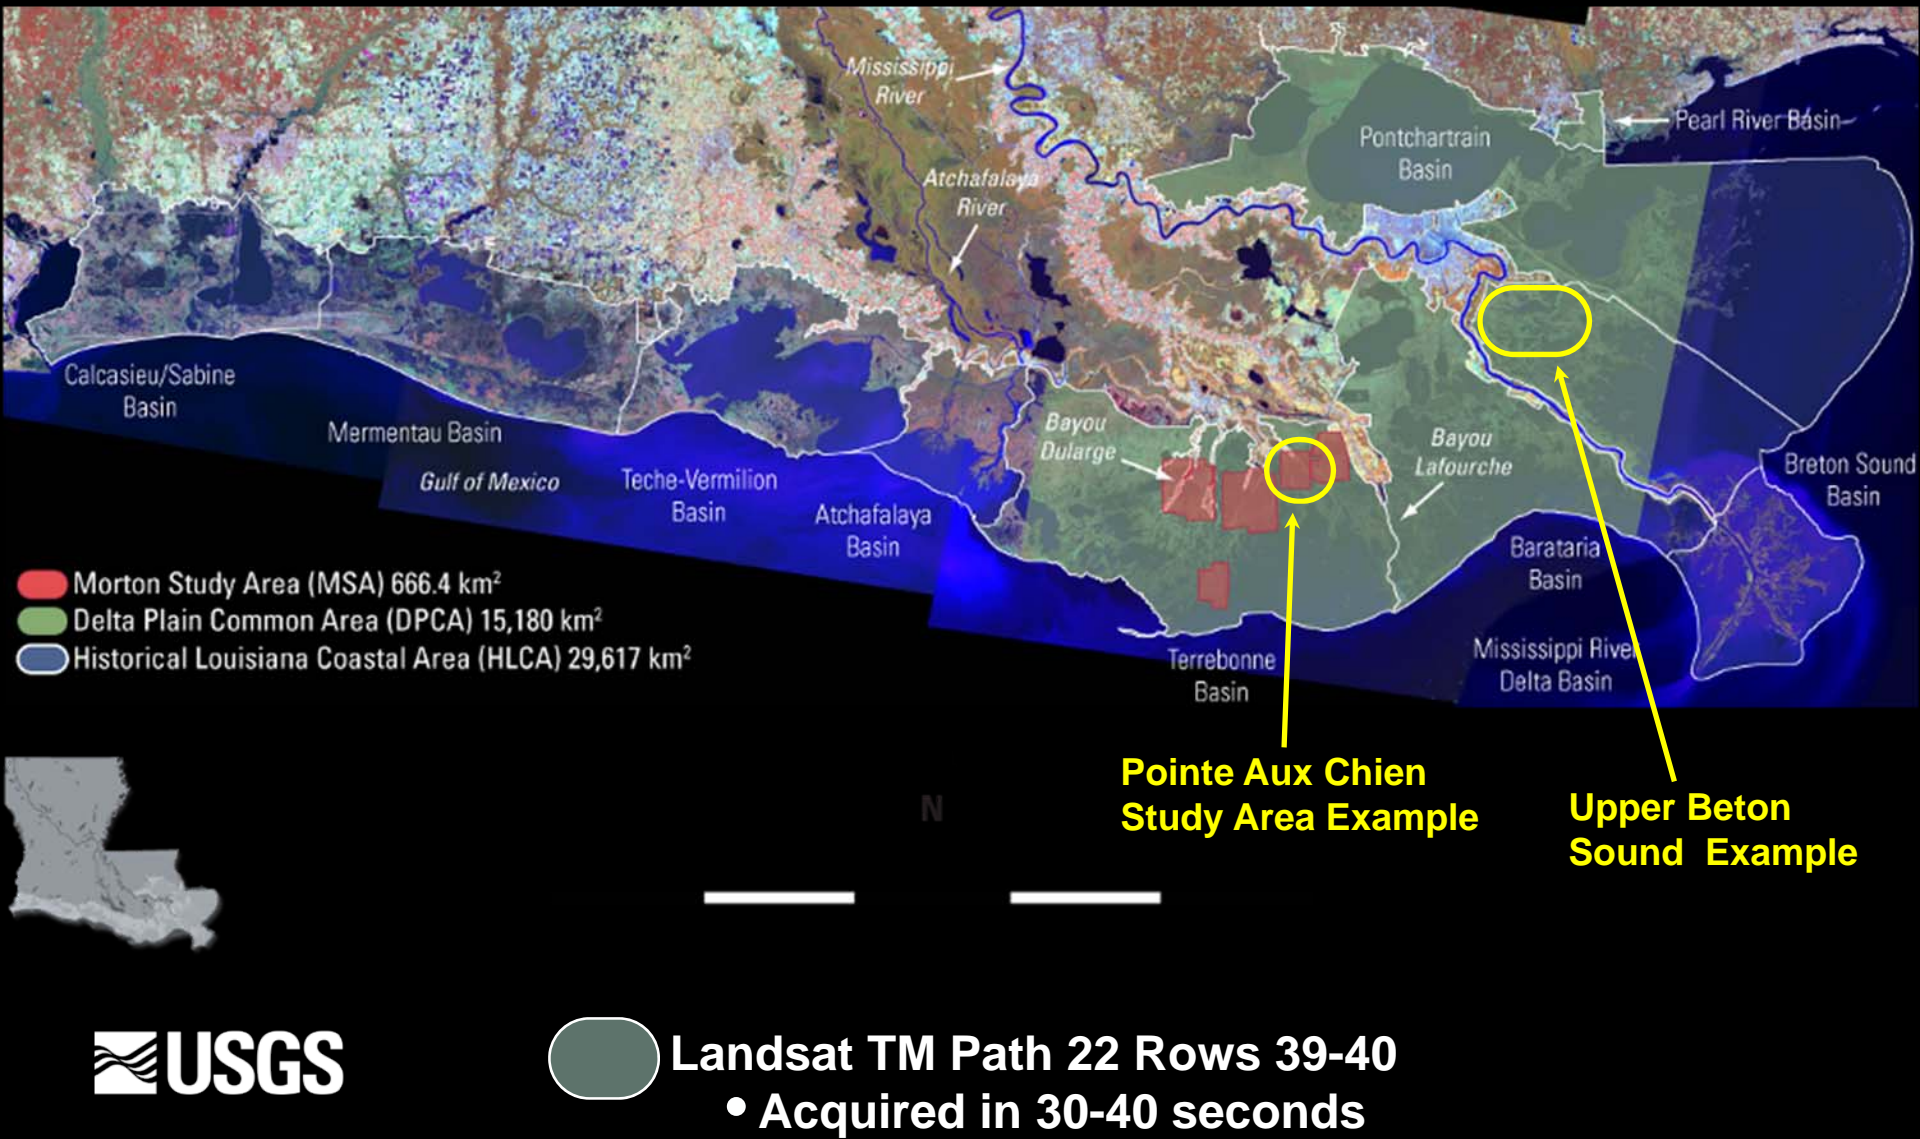 Mississippi
River
Pearl River Basin
Pontchartrain
Basin
Atchafalaya
River
Calcasieu/Sabine
Basin
Mermentau Basin
Gulf of Mexico
Teche-Vermilion
Basin
Atchafalaya
Basin
Bayou
Dularge
Bayou
Lafourche
Breton Sound
Basin
Barataria
Basin
Mississippi River
Delta Basin
Terrebonne
Basin
Morton Study Area (MSA) 666.4 km²
Delta Plain Common Area (DPCA) 15,180 km²
Historical Louisiana Coastal Area (HLCA) 29,617 km²
Pointe Aux Chien
Study Area Example
Upper Beton
Sound Example
N
USGS
Landsat TM Path 22 Rows 39-40
• Acquired in 30-40 seconds